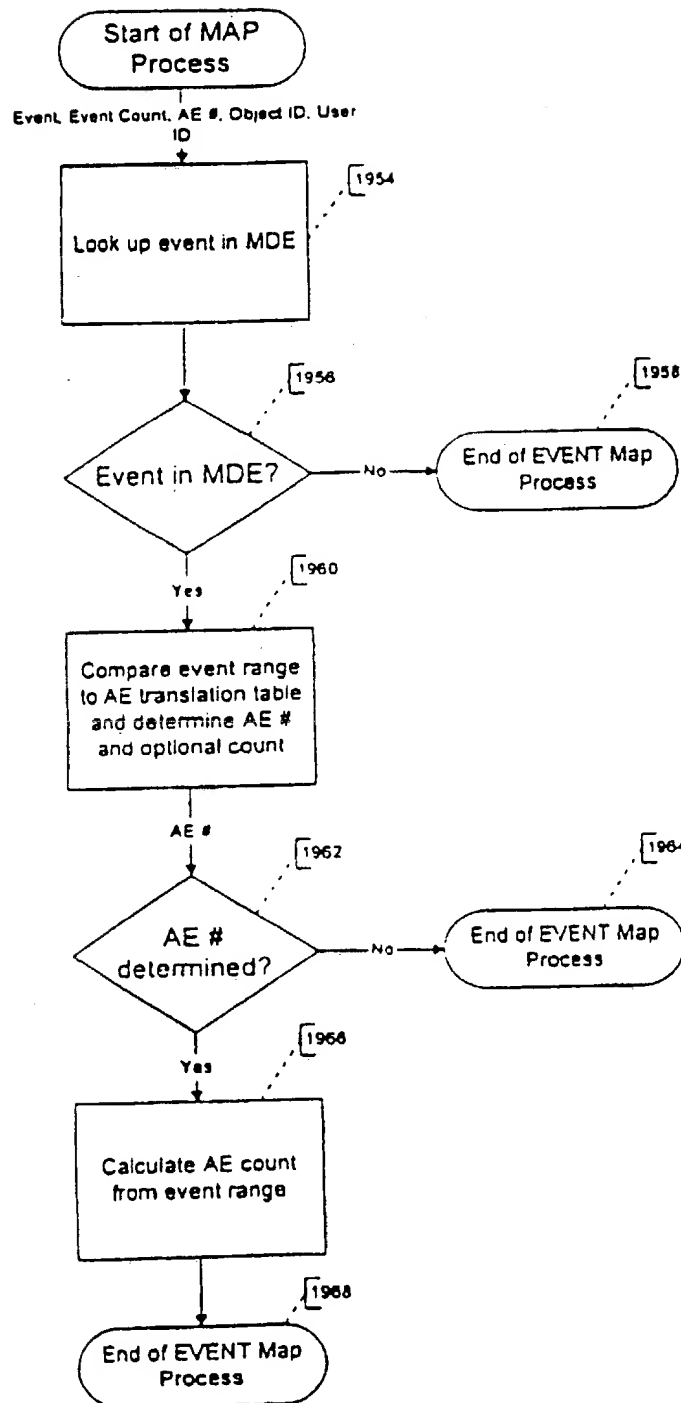 Start of MAP
Process
Event, Event Count, AE #, Object ID, User
ID
1954
Look up event in MDE
1956
1958
Event in MDE?
No
End of EVENT Map
Process
Yes
1960
Compare event range
to AE translation table
and determine AE #
and optional count
AE #
1962
1964
AE #
determined?
No
End of EVENT Map
Process
Yes
1966
Calculate AE count
from event range
1968
End of EVENT Map
Process